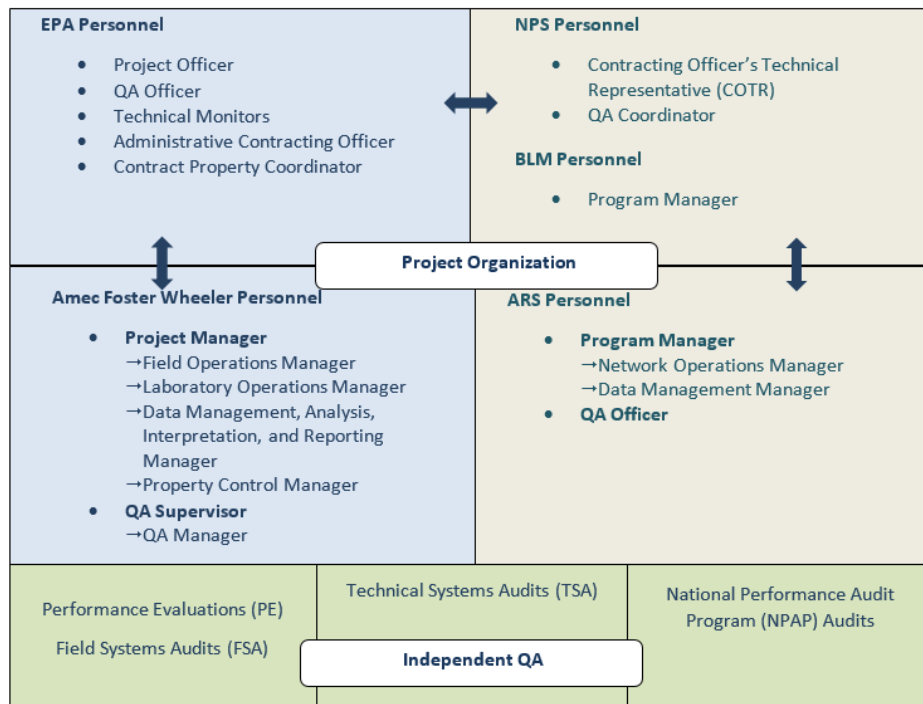 EPA Personnel
• Project Officer
• QA Officer
• Technical Monitors
• Administrative Contracting Officer
• Contract Property Coordinator
NPS Personnel
• Contracting Officer's Technical
Representative (COTR)
• QA Coordinator
BLM Personnel
• Program Manager
Project Organization
Amec Foster Wheeler Personnel
• Project Manager
→Field Operations Manager
→Laboratory Operations Manager
→Data Management, Analysis,
Interpretation, and Reporting
Manager
→Property Control Manager
• QA Supervisor
→QA Manager
ARS Personnel
• Program Manager
→Network Operations Manager
→Data Management Manager
• QA Officer
Performance Evaluations (PE)
Field Systems Audits (FSA)
Technical Systems Audits (TSA)
National Performance Audit
Program (NPAP) Audits
Independent QA